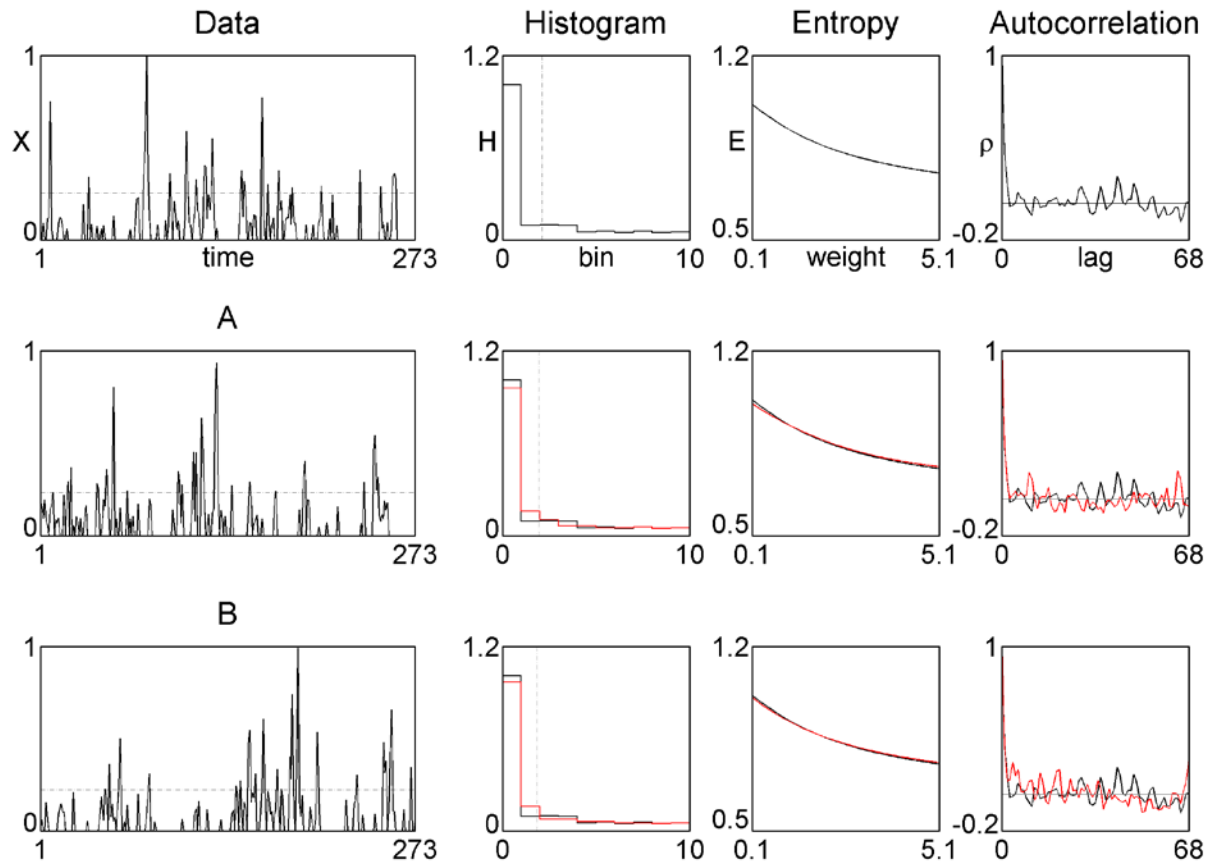 Data Histogram Entropy Autocorrelation
1 1.2 1.2 1
X H E ρ
0 0 0.5 -0.2
1 time 273 0 bin 10 0.1 weight 5.1 0 lag 68
A
1 1.2 1.2 1
0 0 0.5 -0.2
1 273 0 10 0.1 5.1 0 68
B
1 1.2 1.2 1
0 0 0.5 -0.2
1 273 0 10 0.1 5.1 0 68